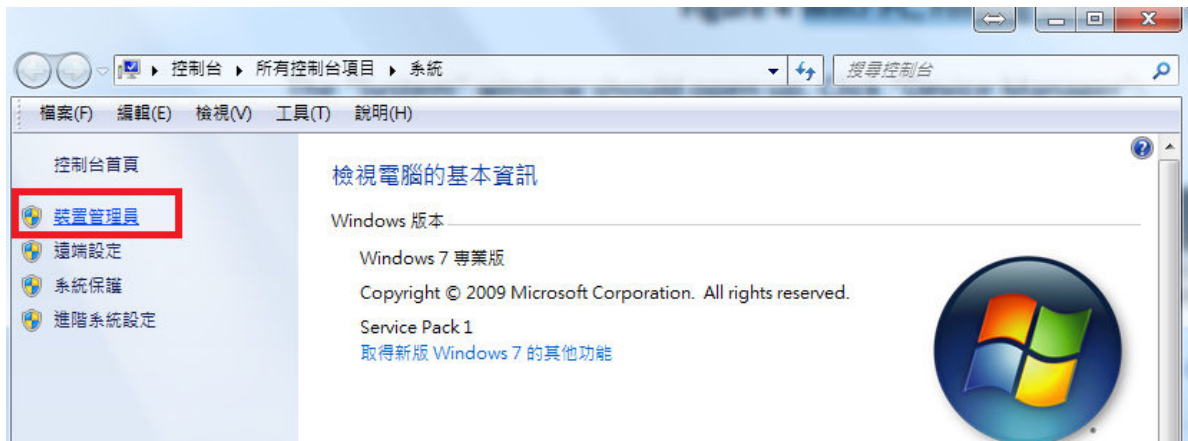 控制台 ▸ 所有控制台項目 ▸ 系統
搜尋控制台
檔案(F) 編輯(E) 檢視(V) 工具(T) 說明(H)
控制台首頁
裝置管理員
遠端設定
系統保護
進階系統設定
檢視電腦的基本資訊
Windows 版本
Windows 7 專業版
Copyright © 2009 Microsoft Corporation. All rights reserved.
Service Pack 1
取得新版 Windows 7 的其他功能